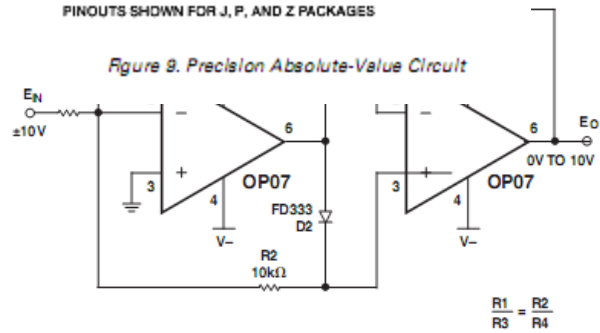 PINOUTS SHOWN FOR J, P, AND Z PACKAGES
Figure 9. Precision Absolute-Value Circuit
EIN
±10V
−
+
3
6
4
OP07
V−
FD333
D2
R2
10kΩ
−
+
3
6
4
OP07
V−
EO
0V TO 10V
R1/R3 = R2/R4